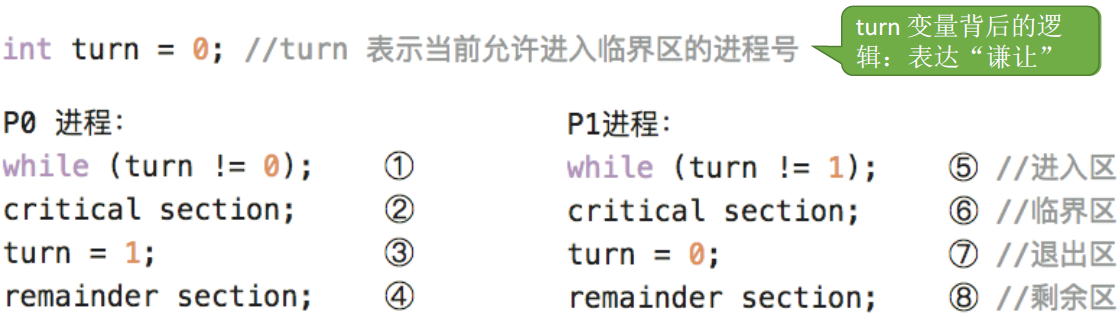 int turn = 0; //turn 表示当前允许进入临界区的进程号
turn 变量背后的逻
辑：表达“谦让”
P0 进程：
while (turn != 0); ①
critical section; ②
turn = 1; ③
remainder section; ④
P1进程：
while (turn != 1); ⑤ //进入区
critical section; ⑥ //临界区
turn = 0; ⑦ //退出区
remainder section; ⑧ //剩余区